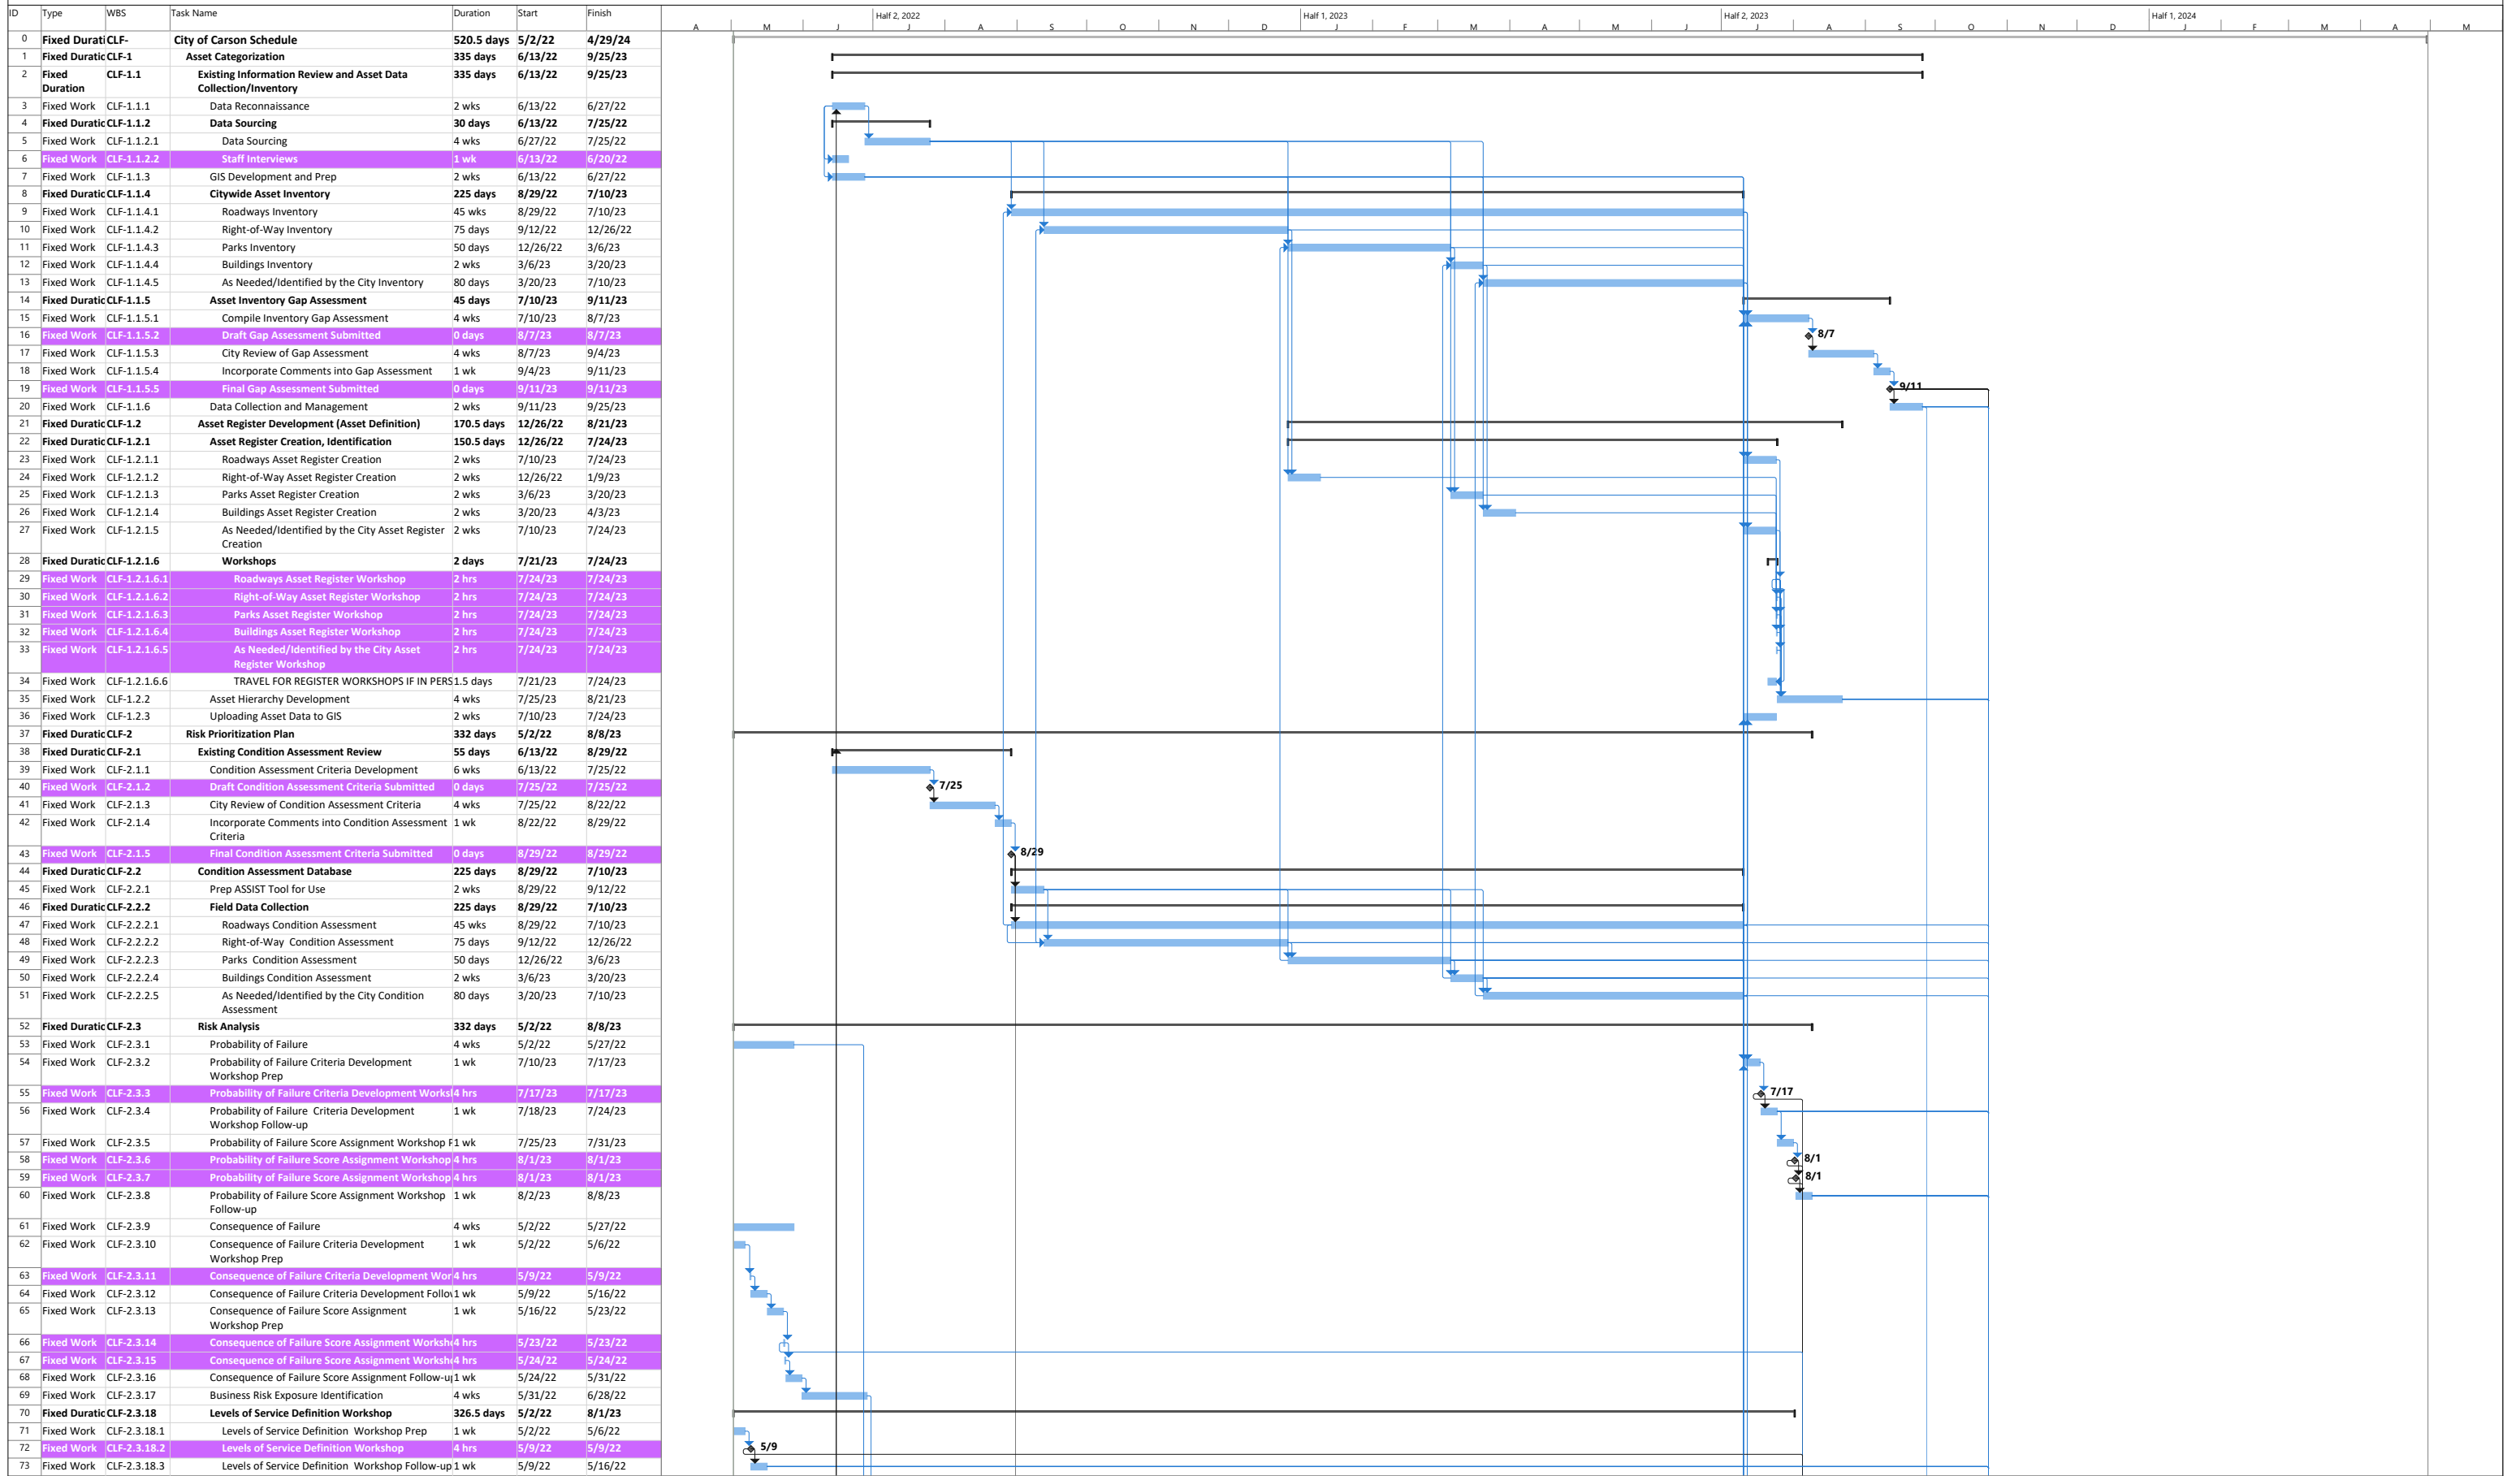 ID Type WBS Task Name Duration Start Finish
Half 2, 2022 Half 1, 2023 Half 2, 2023 Half 1, 2024
A M J J A S O N D J F M A M J J A S O N D J F M A M
0 Fixed Durati CLF- City of Carson Schedule 520.5 days 5/2/22 4/29/24
1 Fixed Duratic CLF-1 Asset Categorization 335 days 6/13/22 9/25/23
2 Fixed CLF-1.1 Existing Information Review and Asset Data 335 days 6/13/22 9/25/23
Duration Collection/Inventory
3 Fixed Work CLF-1.1.1 Data Reconnaissance 2 wks 6/13/22 6/27/22
4 Fixed Duratic CLF-1.1.2 Data Sourcing 30 days 6/13/22 7/25/22
5 Fixed Work CLF-1.1.2.1 Data Sourcing 4 wks 6/27/22 7/25/22
6 Fixed Work CLF-1.1.2.2 Staff Interviews 1 wk 6/13/22 6/20/22
7 Fixed Work CLF-1.1.3 GIS Development and Prep 2 wks 6/13/22 6/27/22
8 Fixed Duratic CLF-1.1.4 Citywide Asset Inventory 225 days 8/29/22 7/10/23
9 Fixed Work CLF-1.1.4.1 Roadways Inventory 45 wks 8/29/22 7/10/23
10 Fixed Work CLF-1.1.4.2 Right-of-Way Inventory 75 days 9/12/22 12/26/22
11 Fixed Work CLF-1.1.4.3 Parks Inventory 50 days 12/26/22 3/6/23
12 Fixed Work CLF-1.1.4.4 Buildings Inventory 2 wks 3/6/23 3/20/23
13 Fixed Work CLF-1.1.4.5 As Needed/Identified by the City Inventory 80 days 3/20/23 7/10/23
14 Fixed Duratic CLF-1.1.5 Asset Inventory Gap Assessment 45 days 7/10/23 9/11/23
15 Fixed Work CLF-1.1.5.1 Compile Inventory Gap Assessment 4 wks 7/10/23 8/7/23
16 Fixed Work CLF-1.1.5.2 Draft Gap Assessment Submitted 0 days 8/7/23 8/7/23 8/7
17 Fixed Work CLF-1.1.5.3 City Review of Gap Assessment 4 wks 8/7/23 9/4/23
18 Fixed Work CLF-1.1.5.4 Incorporate Comments into Gap Assessment 1 wk 9/4/23 9/11/23
19 Fixed Work CLF-1.1.5.5 Final Gap Assessment Submitted 0 days 9/11/23 9/11/23 9/11
20 Fixed Work CLF-1.1.6 Data Collection and Management 2 wks 9/11/23 9/25/23
21 Fixed Duratic CLF-1.2 Asset Register Development (Asset Definition) 170.5 days 12/26/22 8/21/23
22 Fixed Duratic CLF-1.2.1 Asset Register Creation, Identification 150.5 days 12/26/22 7/24/23
23 Fixed Work CLF-1.2.1.1 Roadways Asset Register Creation 2 wks 7/10/23 7/24/23
24 Fixed Work CLF-1.2.1.2 Right-of-Way Asset Register Creation 2 wks 12/26/22 1/9/23
25 Fixed Work CLF-1.2.1.3 Parks Asset Register Creation 2 wks 3/6/23 3/20/23
26 Fixed Work CLF-1.2.1.4 Buildings Asset Register Creation 2 wks 3/20/23 4/3/23
27 Fixed Work CLF-1.2.1.5 As Needed/Identified by the City Asset Register 2 wks 7/10/23 7/24/23
Creation
28 Fixed Duratic CLF-1.2.1.6 Workshops 2 days 7/21/23 7/24/23
29 Fixed Work CLF-1.2.1.6.1 Roadways Asset Register Workshop 2 hrs 7/24/23 7/24/23
30 Fixed Work CLF-1.2.1.6.2 Right-of-Way Asset Register Workshop 2 hrs 7/24/23 7/24/23
31 Fixed Work CLF-1.2.1.6.3 Parks Asset Register Workshop 2 hrs 7/24/23 7/24/23
32 Fixed Work CLF-1.2.1.6.4 Buildings Asset Register Workshop 2 hrs 7/24/23 7/24/23
33 Fixed Work CLF-1.2.1.6.5 As Needed/Identified by the City Asset 2 hrs 7/24/23 7/24/23
Register Workshop
34 Fixed Work CLF-1.2.1.6.6 TRAVEL FOR REGISTER WORKSHOPS IF IN PERS 1.5 days 7/21/23 7/24/23
35 Fixed Work CLF-1.2.2 Asset Hierarchy Development 4 wks 7/25/23 8/21/23
36 Fixed Work CLF-1.2.3 Uploading Asset Data to GIS 2 wks 7/10/23 7/24/23
37 Fixed Duratic CLF-2 Risk Prioritization Plan 332 days 5/2/22 8/8/23
38 Fixed Duratic CLF-2.1 Existing Condition Assessment Review 55 days 6/13/22 8/29/22
39 Fixed Work CLF-2.1.1 Condition Assessment Criteria Development 6 wks 6/13/22 7/25/22
40 Fixed Work CLF-2.1.2 Draft Condition Assessment Criteria Submitted 0 days 7/25/22 7/25/22 7/25
41 Fixed Work CLF-2.1.3 City Review of Condition Assessment Criteria 4 wks 7/25/22 8/22/22
42 Fixed Work CLF-2.1.4 Incorporate Comments into Condition Assessment 1 wk 8/22/22 8/29/22
Criteria
43 Fixed Work CLF-2.1.5 Final Condition Assessment Criteria Submitted 0 days 8/29/22 8/29/22 8/29
44 Fixed Duratic CLF-2.2 Condition Assessment Database 225 days 8/29/22 7/10/23
45 Fixed Work CLF-2.2.1 Prep ASSIST Tool for Use 2 wks 8/29/22 9/12/22
46 Fixed Duratic CLF-2.2.2 Field Data Collection 225 days 8/29/22 7/10/23
47 Fixed Work CLF-2.2.2.1 Roadways Condition Assessment 45 wks 8/29/22 7/10/23
48 Fixed Work CLF-2.2.2.2 Right-of-Way Condition Assessment 75 days 9/12/22 12/26/22
49 Fixed Work CLF-2.2.2.3 Parks Condition Assessment 50 days 12/26/22 3/6/23
50 Fixed Work CLF-2.2.2.4 Buildings Condition Assessment 2 wks 3/6/23 3/20/23
51 Fixed Work CLF-2.2.2.5 As Needed/Identified by the City Condition 80 days 3/20/23 7/10/23
Assessment
52 Fixed Duratic CLF-2.3 Risk Analysis 332 days 5/2/22 8/8/23
53 Fixed Work CLF-2.3.1 Probability of Failure 4 wks 5/2/22 5/27/22
54 Fixed Work CLF-2.3.2 Probability of Failure Criteria Development 1 wk 7/10/23 7/17/23
Workshop Prep
55 Fixed Work CLF-2.3.3 Probability of Failure Criteria Development Works 4 hrs 7/17/23 7/17/23 7/17
56 Fixed Work CLF-2.3.4 Probability of Failure Criteria Development 1 wk 7/18/23 7/24/23
Workshop Follow-up
57 Fixed Work CLF-2.3.5 Probability of Failure Score Assignment Workshop P 1 wk 7/25/23 7/31/23
58 Fixed Work CLF-2.3.6 Probability of Failure Score Assignment Workshop 4 hrs 8/1/23 8/1/23 8/1
59 Fixed Work CLF-2.3.7 Probability of Failure Score Assignment Workshop 4 hrs 8/1/23 8/1/23 8/1
60 Fixed Work CLF-2.3.8 Probability of Failure Score Assignment Workshop 1 wk 8/2/23 8/8/23
Follow-up
61 Fixed Work CLF-2.3.9 Consequence of Failure 4 wks 5/2/22 5/27/22
62 Fixed Work CLF-2.3.10 Consequence of Failure Criteria Development 1 wk 5/2/22 5/6/22
Workshop Prep
63 Fixed Work CLF-2.3.11 Consequence of Failure Criteria Development Wor 4 hrs 5/9/22 5/9/22
64 Fixed Work CLF-2.3.12 Consequence of Failure Criteria Development Follov 1 wk 5/9/22 5/16/22
65 Fixed Work CLF-2.3.13 Consequence of Failure Score Assignment 1 wk 5/16/22 5/23/22
Workshop Prep
66 Fixed Work CLF-2.3.14 Consequence of Failure Score Assignment Worksh 4 hrs 5/23/22 5/23/22
67 Fixed Work CLF-2.3.15 Consequence of Failure Score Assignment Worksh 4 hrs 5/24/22 5/24/22
68 Fixed Work CLF-2.3.16 Consequence of Failure Score Assignment Follow-u 1 wk 5/24/22 5/31/22
69 Fixed Work CLF-2.3.17 Business Risk Exposure Identification 4 wks 5/31/22 6/28/22
70 Fixed Duratic CLF-2.3.18 Levels of Service Definition Workshop 326.5 days 5/2/22 8/1/23
71 Fixed Work CLF-2.3.18.1 Levels of Service Definition Workshop Prep 1 wk 5/2/22 5/6/22
72 Fixed Work CLF-2.3.18.2 Levels of Service Definition Workshop 4 hrs 5/9/22 5/9/22 5/9
73 Fixed Work CLF-2.3.18.3 Levels of Service Definition Workshop Follow-up 1 wk 5/9/22 5/16/22